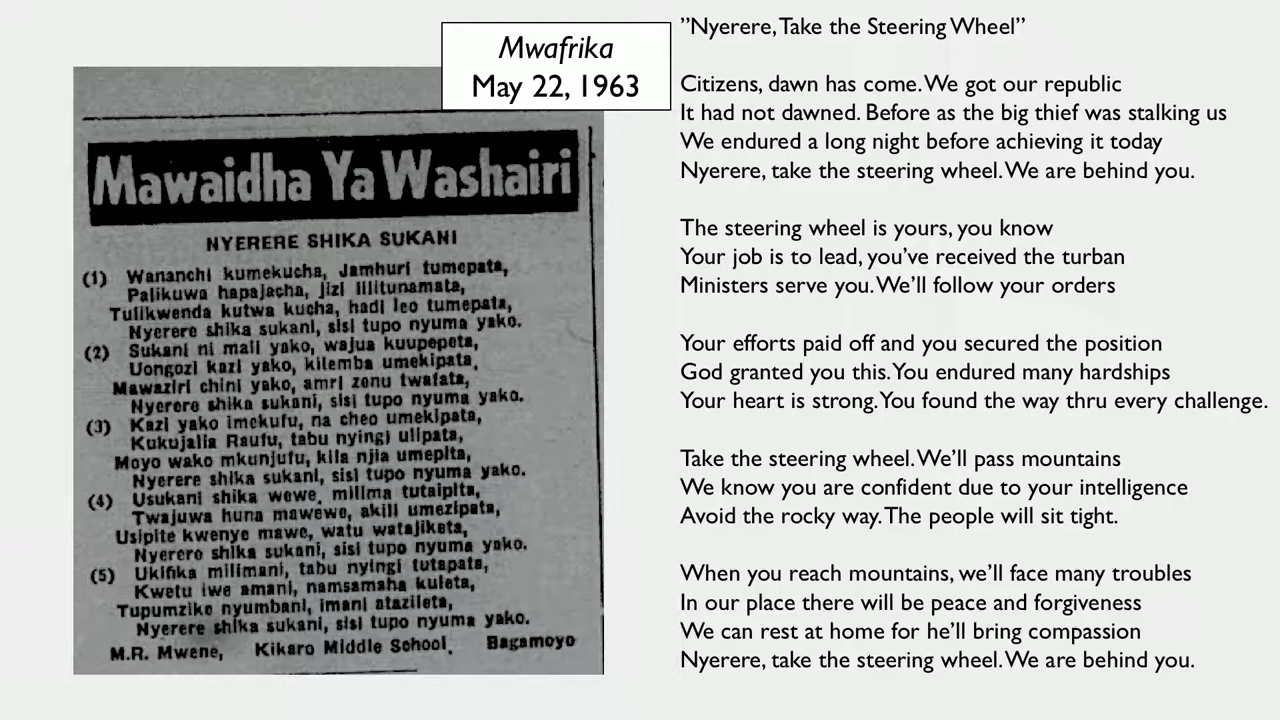 Mwafrika
May 22, 1963
Mawaidha Ya Washairi
NYERERE SHIKA SUKANI
(1) Wananchi kumekucha, Jamhuri tumepata,
Palikuwa hapajacha, jizi lilitunamata,
Tulikwenda kutwa kucha, hadi leo tumepata,
Nyerere shika sukani, sisi tupo nyuma yako.
(2) Sukani ni mali yako, wajua kuupepeta,
Uongozi kazi yako, kilemba umekipata,
Mawaziri chini yako, amri zenu twafata,
Nyerere shika sukani, sisi tupo nyuma yako.
(3) Kazi yako imekufu, na cheo umekipata,
Kukujalia Raufu, tabu nyingi ulipata,
Moyo wako mkunjufu, kila njia umepita,
Nyerere shika sukani, sisi tupo nyuma yako.
(4) Usukani shika wewe, milima tutaipita,
Twajuwa huna mawewe, akili umezipata,
Usipite kwenye mawe, watu watajiketa,
Nyerere shika sukani, sisi tupo nyuma yako.
(5) Ukifika milimani, tabu nyingi tutapata,
Kwetu iwe amani, namsamaha kuleta,
Tupumzike nyumbani, imani atazileta,
Nyerere shika sukani, sisi tupo nyuma yako.
M.R. Mwene, Kikaro Middle School, Bagamoyo
”Nyerere, Take the Steering Wheel”
Citizens, dawn has come. We got our republic
It had not dawned. Before as the big thief was stalking us
We endured a long night before achieving it today
Nyerere, take the steering wheel. We are behind you.
The steering wheel is yours, you know
Your job is to lead, you’ve received the turban
Ministers serve you. We’ll follow your orders
Your efforts paid off and you secured the position
God granted you this. You endured many hardships
Your heart is strong. You found the way thru every challenge.
Take the steering wheel. We’ll pass mountains
We know you are confident due to your intelligence
Avoid the rocky way. The people will sit tight.
When you reach mountains, we’ll face many troubles
In our place there will be peace and forgiveness
We can rest at home for he’ll bring compassion
Nyerere, take the steering wheel. We are behind you.